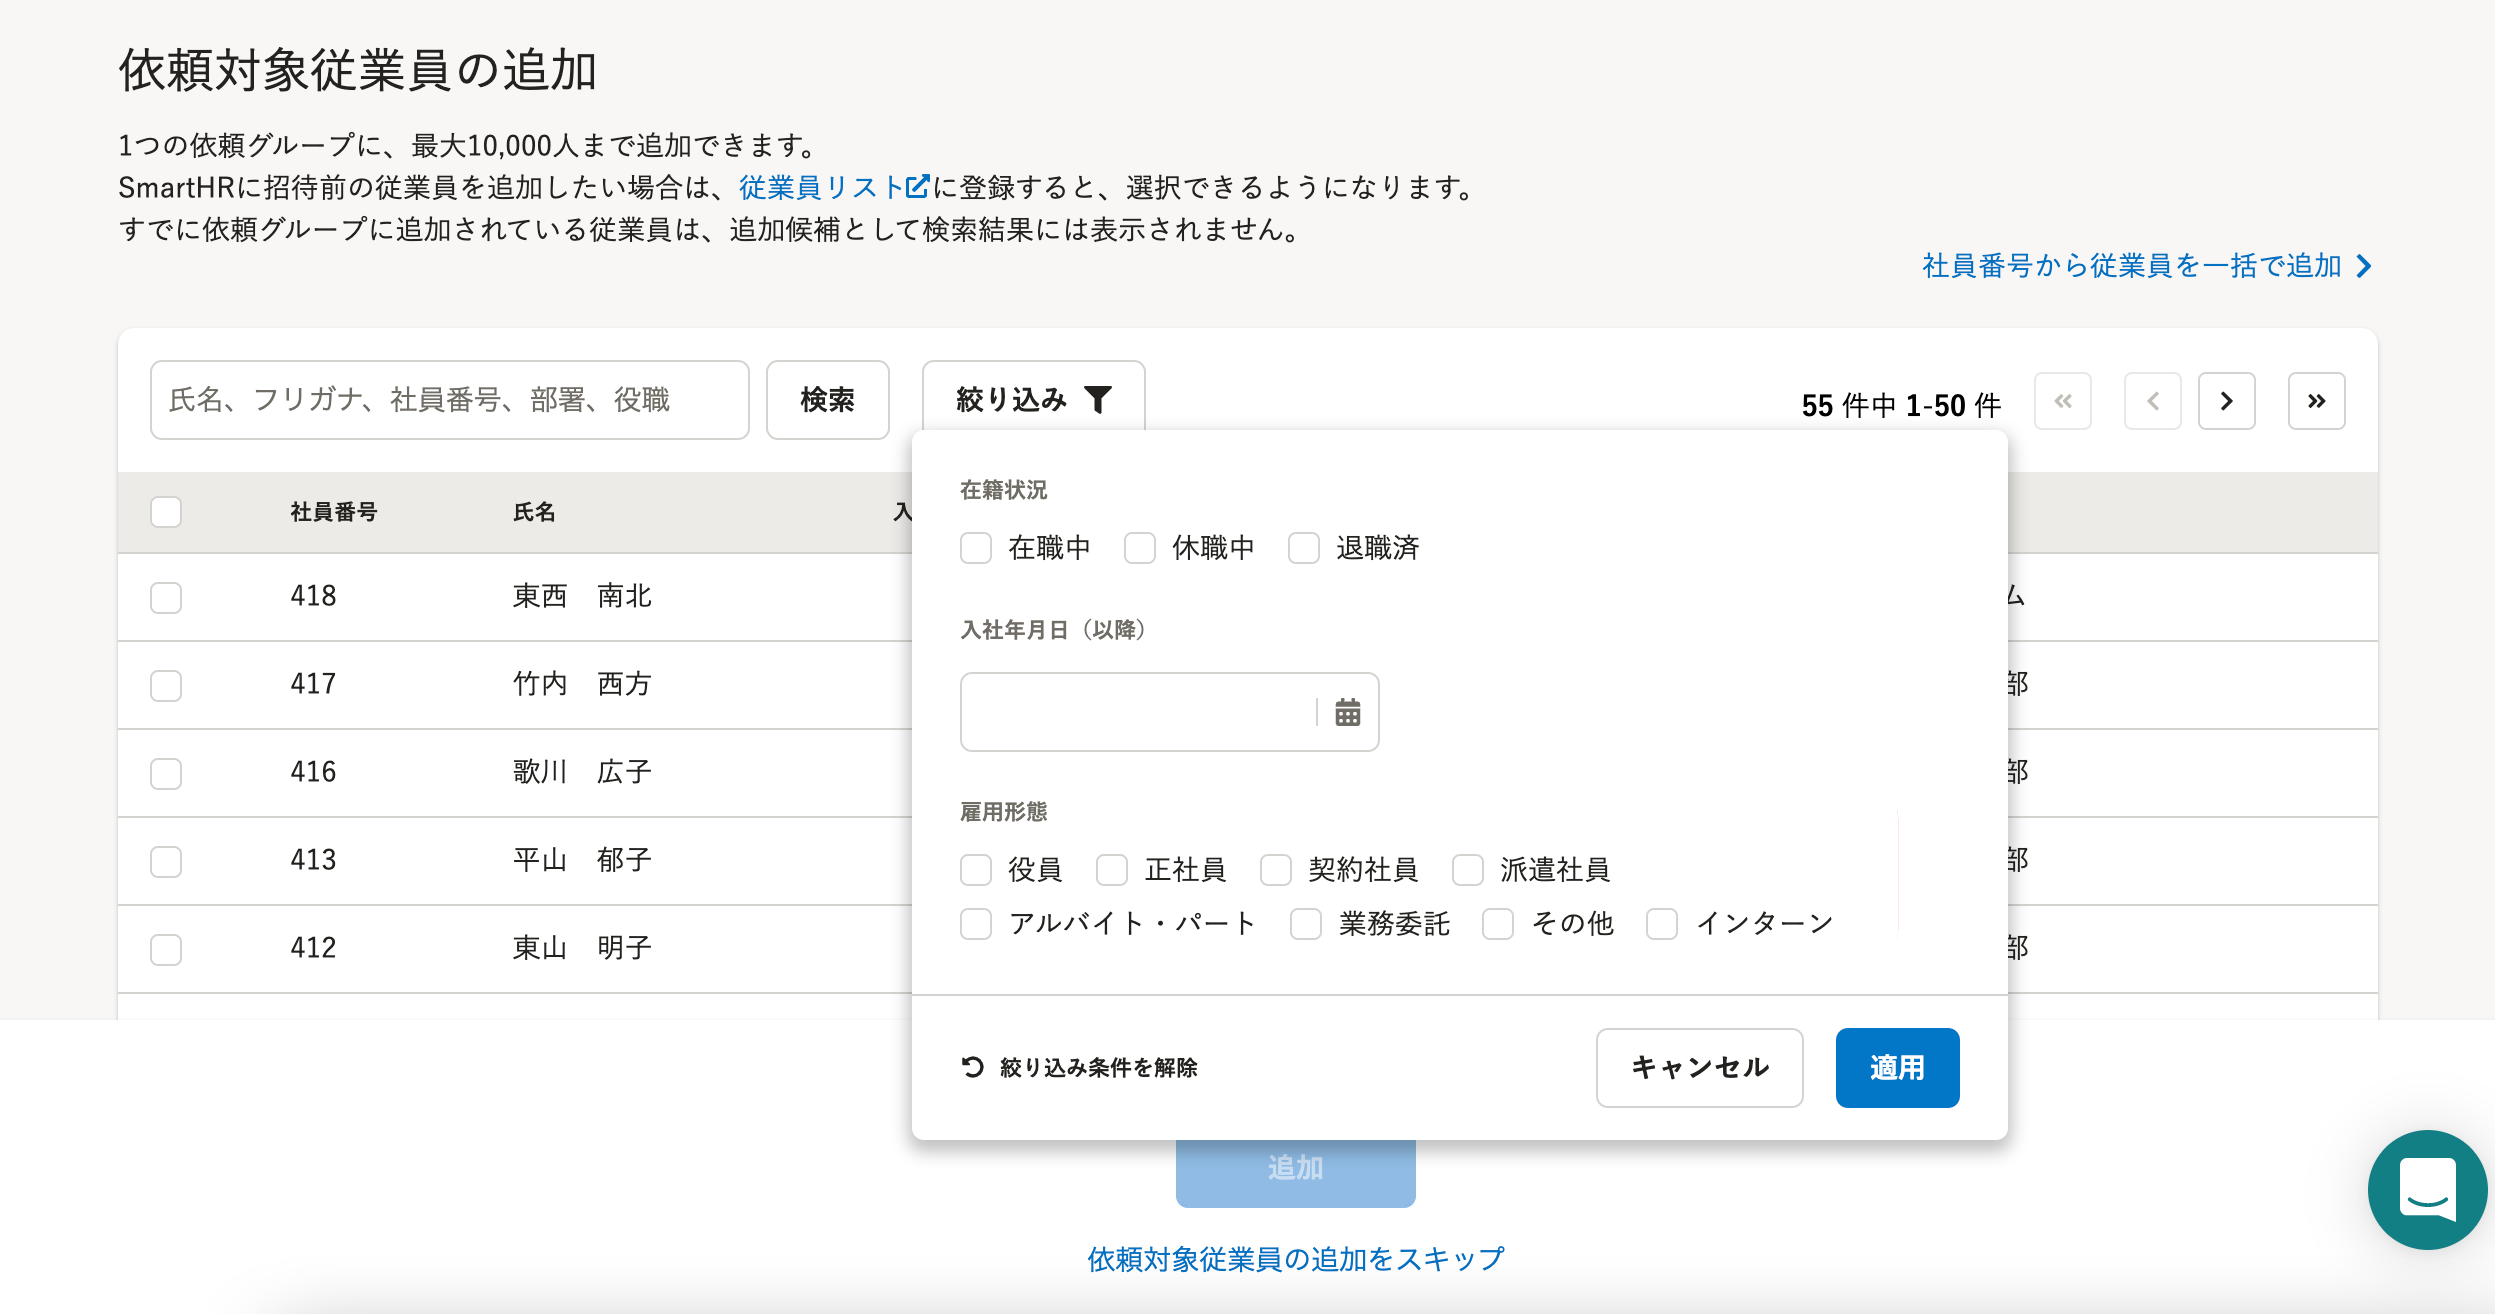 依頼対象従業員の追加
1つの依頼グループに、最大10,000人まで追加できます。
SmartHRに招待前の従業員を追加したい場合は、従業員リストに登録すると、選択できるようになります。
すでに依頼グループに追加されている従業員は、追加候補として検索結果には表示されません。
社員番号から従業員を一括で追加
氏名、フリガナ、社員番号、部署、役職 検索 絞り込み 55 件中 1-50 件
社員番号 氏名 入
418 東西　南北 ム
417 竹内　西方 部
416 歌川　広子 部
413 平山　郁子 部
412 東山　明子 部
在籍状況
在職中 休職中 退職済
入社年月日（以降）
雇用形態
役員 正社員 契約社員 派遣社員
アルバイト・パート 業務委託 その他 インターン
絞り込み条件を解除 キャンセル 適用
追加
依頼対象従業員の追加をスキップ